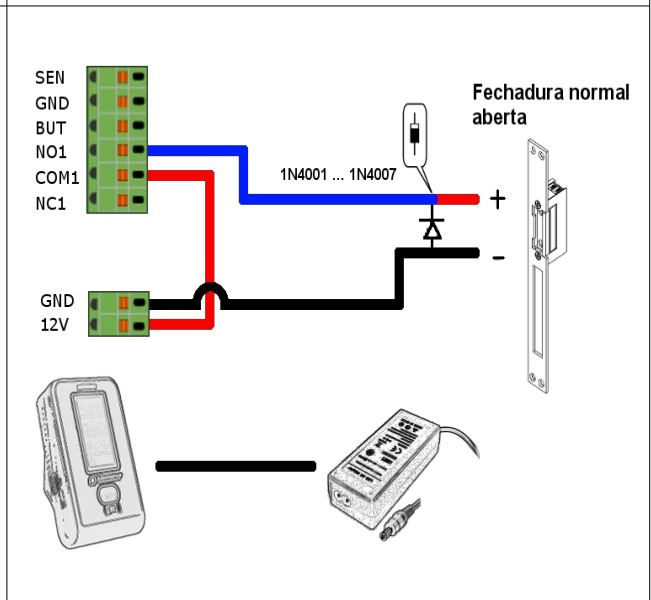 SEN
GND
BUT
NO1
COM1
NC1
1N4001 ... 1N4007
Fechadura normal
aberta
+
-
GND
12V